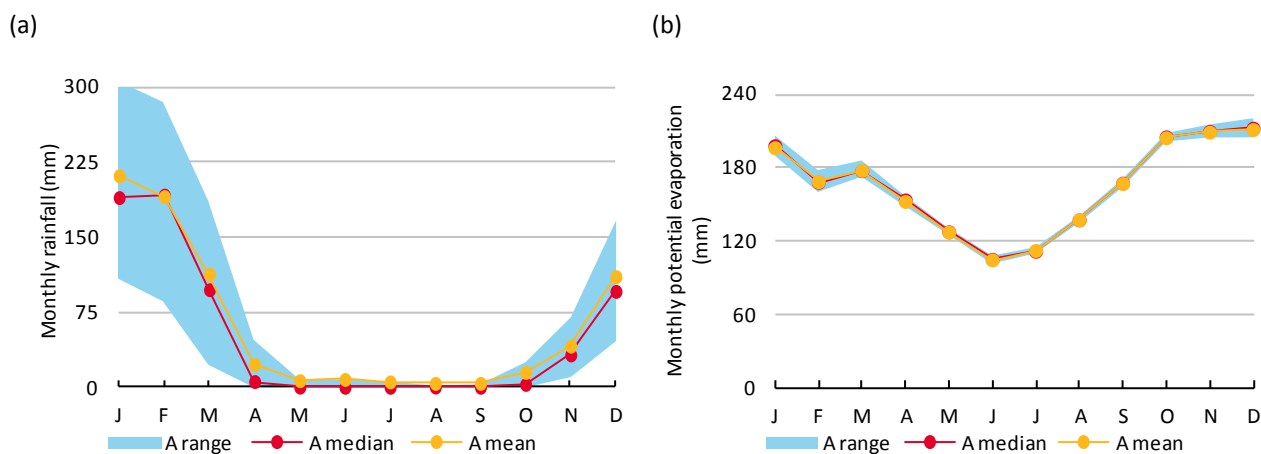 (a)
(b)
Monthly rainfall (mm)
300
225
150
75
0
J F M A M J J A S O N D
A range A median A mean
Monthly potential evaporation
(mm)
240
180
120
60
0
J F M A M J J A S O N D
A range A median A mean